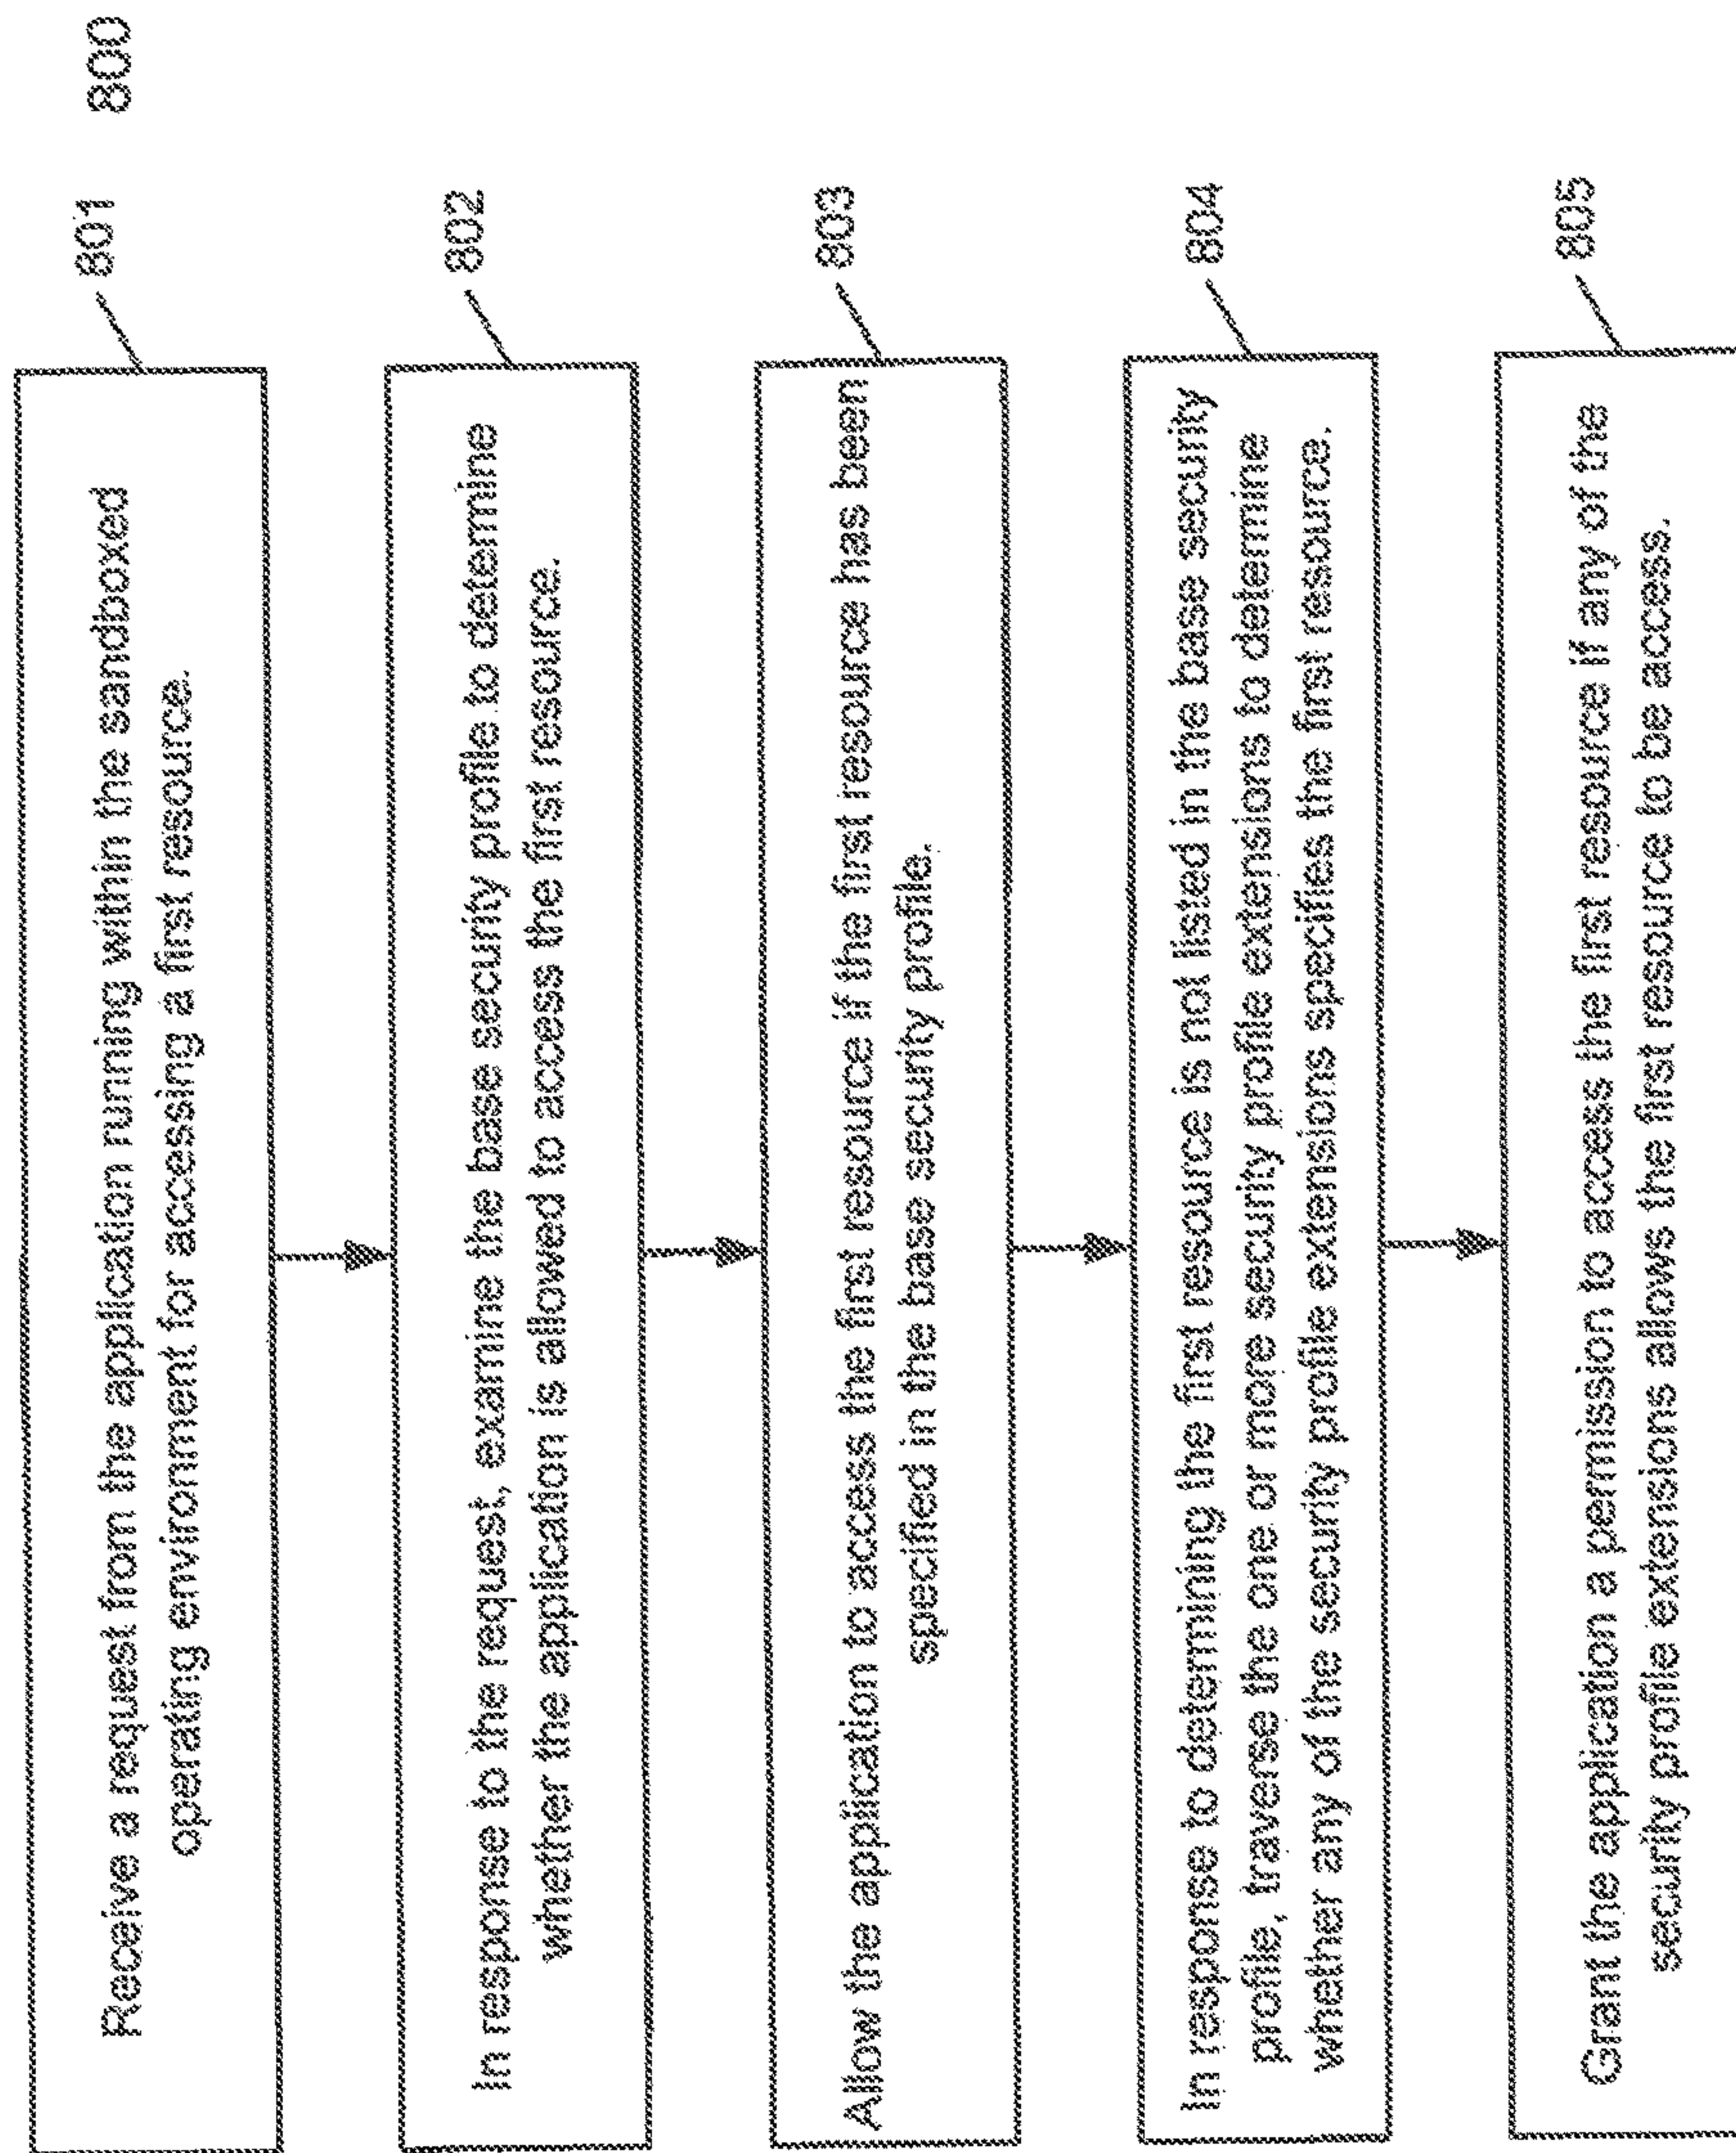 800
801
Receive a request from the application running within the sandboxed
operating environment for accessing a first resource.
802
In response to the request, examine the base security profile to determine
whether the application is allowed to access the first resource.
803
Allow the application to access the first resource if the first resource has been
specified in the base security profile.
804
In response to determining the first resource is not listed in the base security
profile, traverse the one or more security profile extensions to determine
whether any of the security profile extensions specifies the first resource.
805
Grant the application a permission to access the first resource if any of the
security profile extensions allows the first resource to be access.